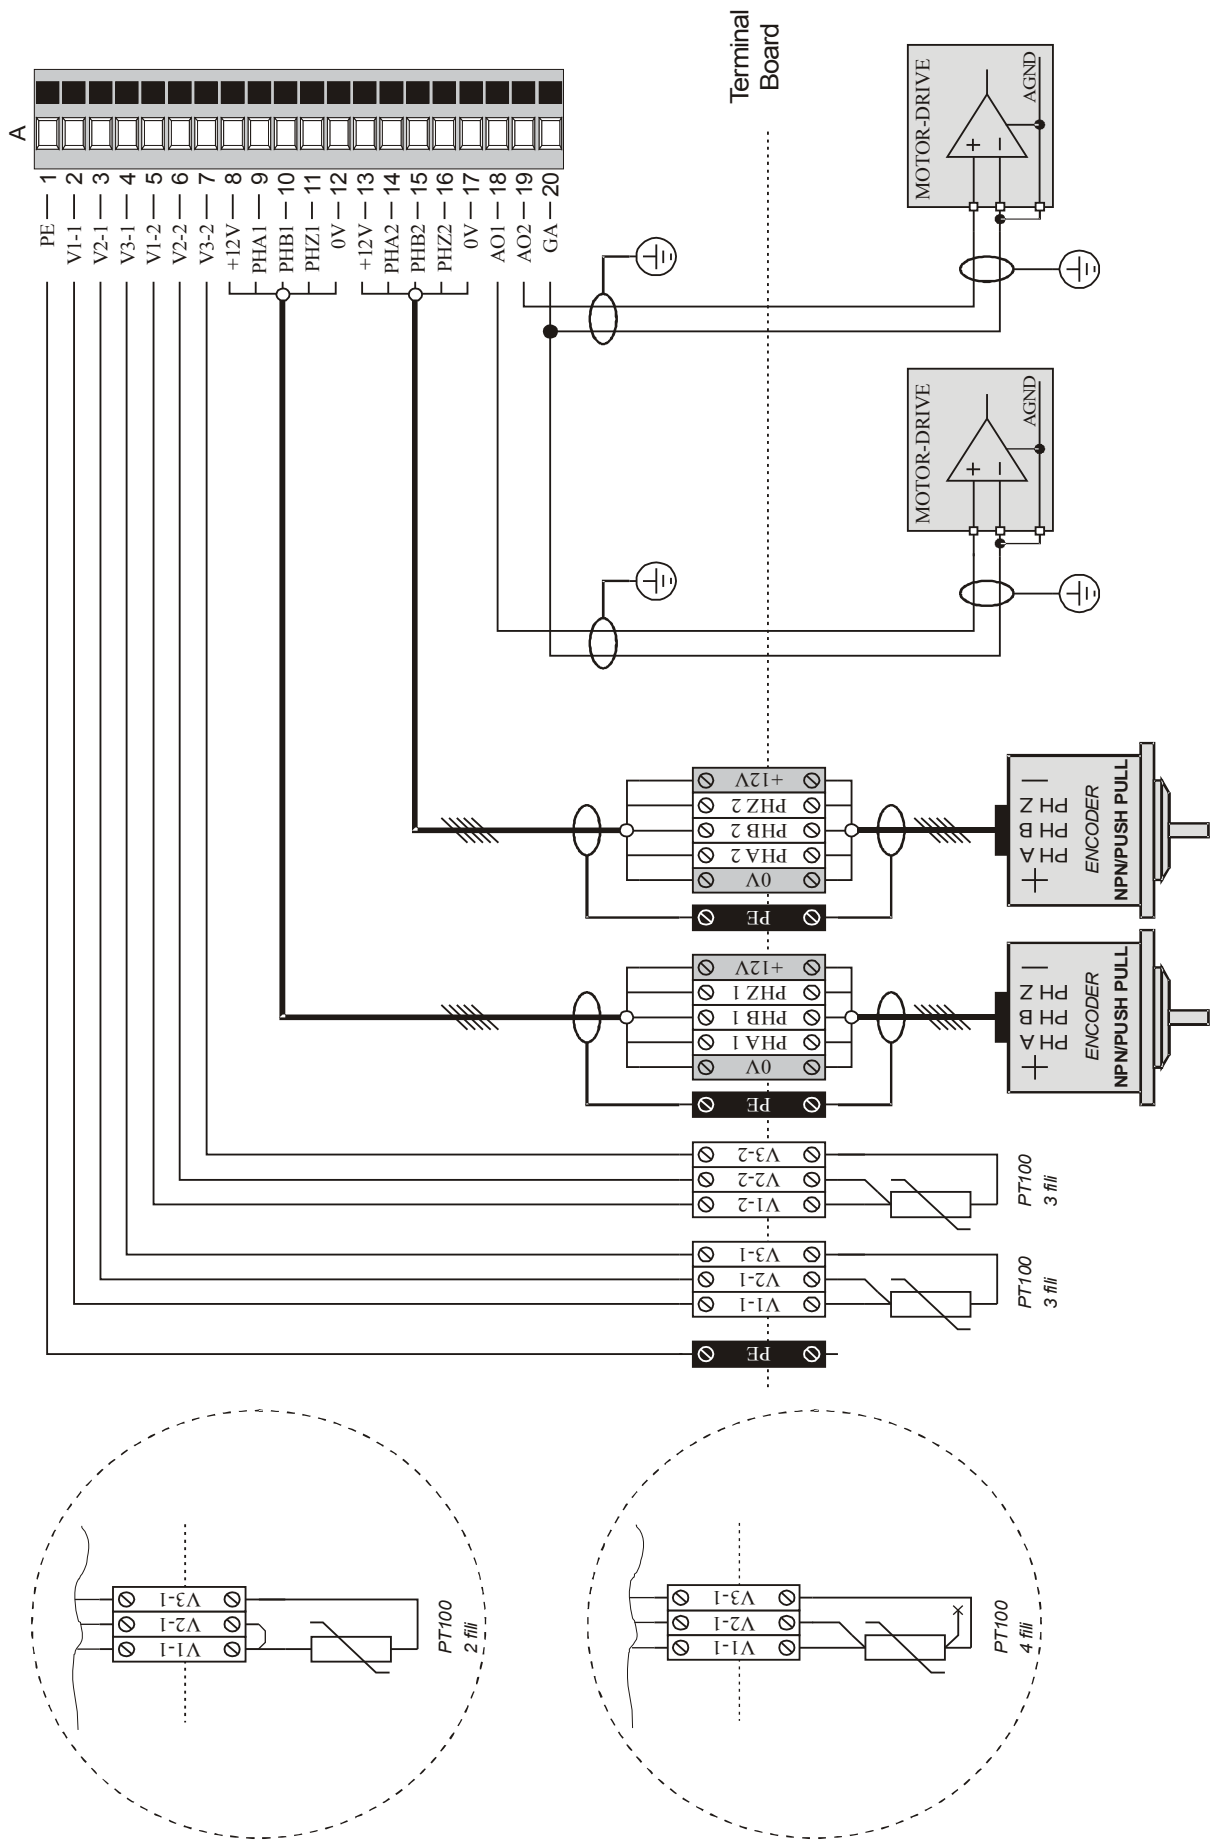 A
PE 1
V1-1 2
V2-1 3
V3-1 4
V1-2 5
V2-2 6
V3-2 7
+12V 8
PHA1 9
PHB1 10
PHZ1 11
0V 12
+12V 13
PHA2 14
PHB2 15
PHZ2 16
0V 17
AO1 18
AO2 19
GA 20
Terminal
Board
MOTOR-DRIVE
+
−
AGND
MOTOR-DRIVE
+
−
AGND
+12V
PHZ 2
PHB 2
PHA 2
0V
PE
+12V
PHZ 1
PHB 1
PHA 1
0V
PE
V3-2
V2-2
V1-2
V3-1
V2-1
V1-1
PE
+
PH A
PH B
PH Z
−
ENCODER
NPN/PUSH PULL
+
PH A
PH B
PH Z
−
ENCODER
NPN/PUSH PULL
PT100
3 fili
PT100
3 fili
V3-1
V2-1
V1-1
PT100
2 fili
V3-1
V2-1
V1-1
PT100
4 fili